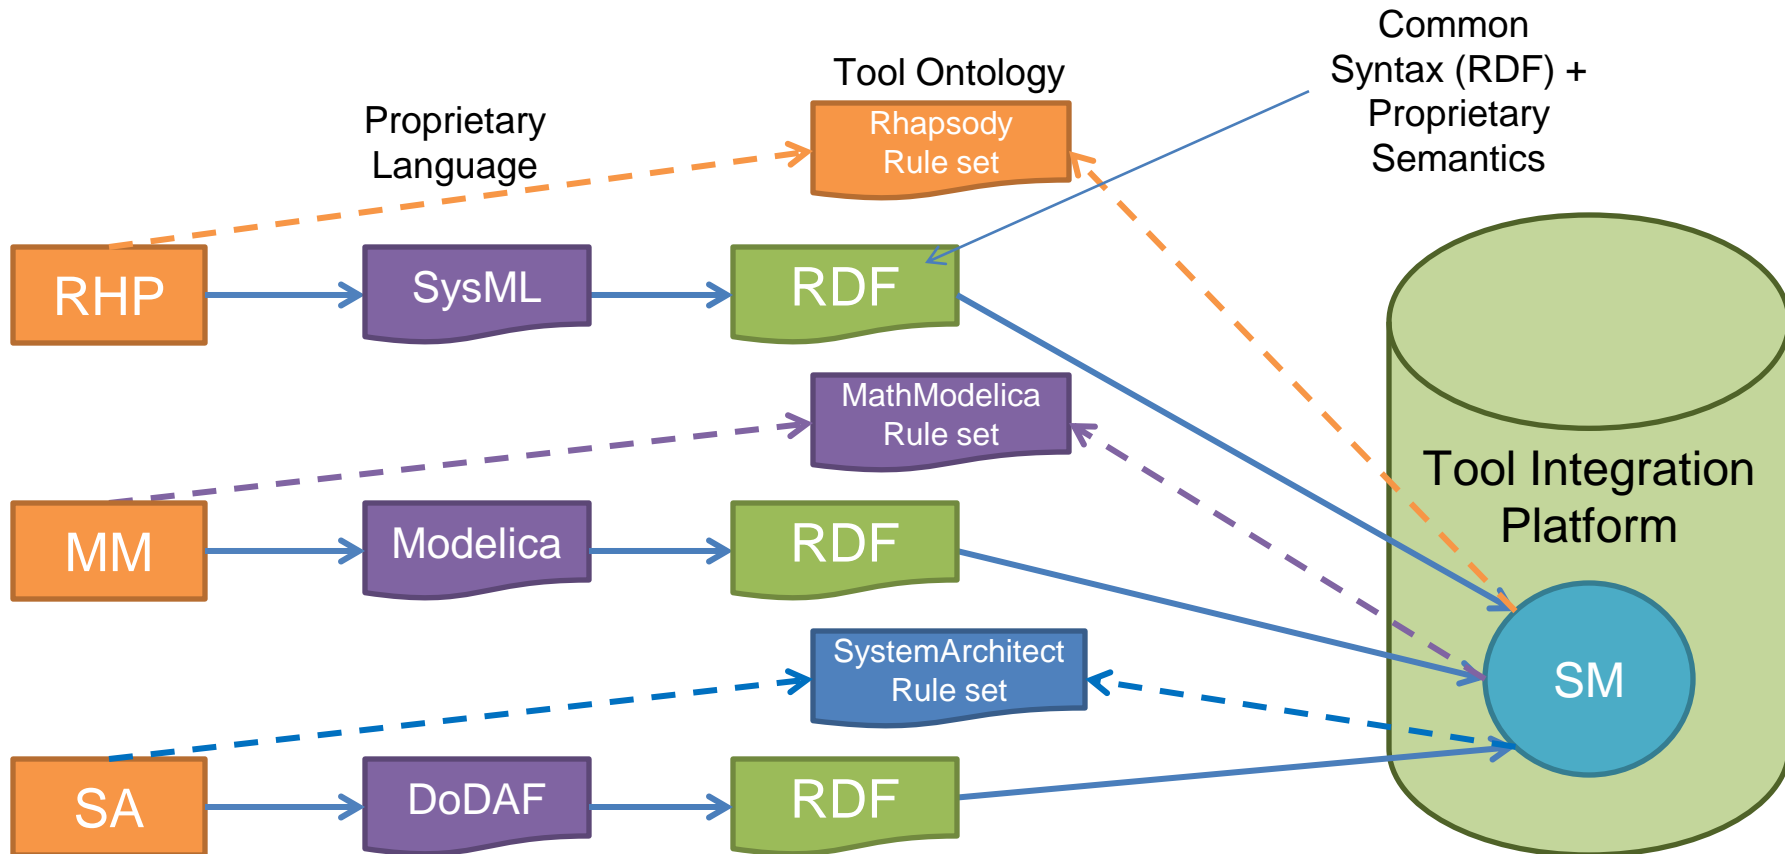 Common
Syntax (RDF) +
Proprietary
Semantics
Tool Ontology
Proprietary
Language
Rhapsody
Rule set
RHP
SysML
RDF
MathModelica
Rule set
Tool Integration
Platform
MM
Modelica
RDF
SystemArchitect
Rule set
SM
SA
DoDAF
RDF